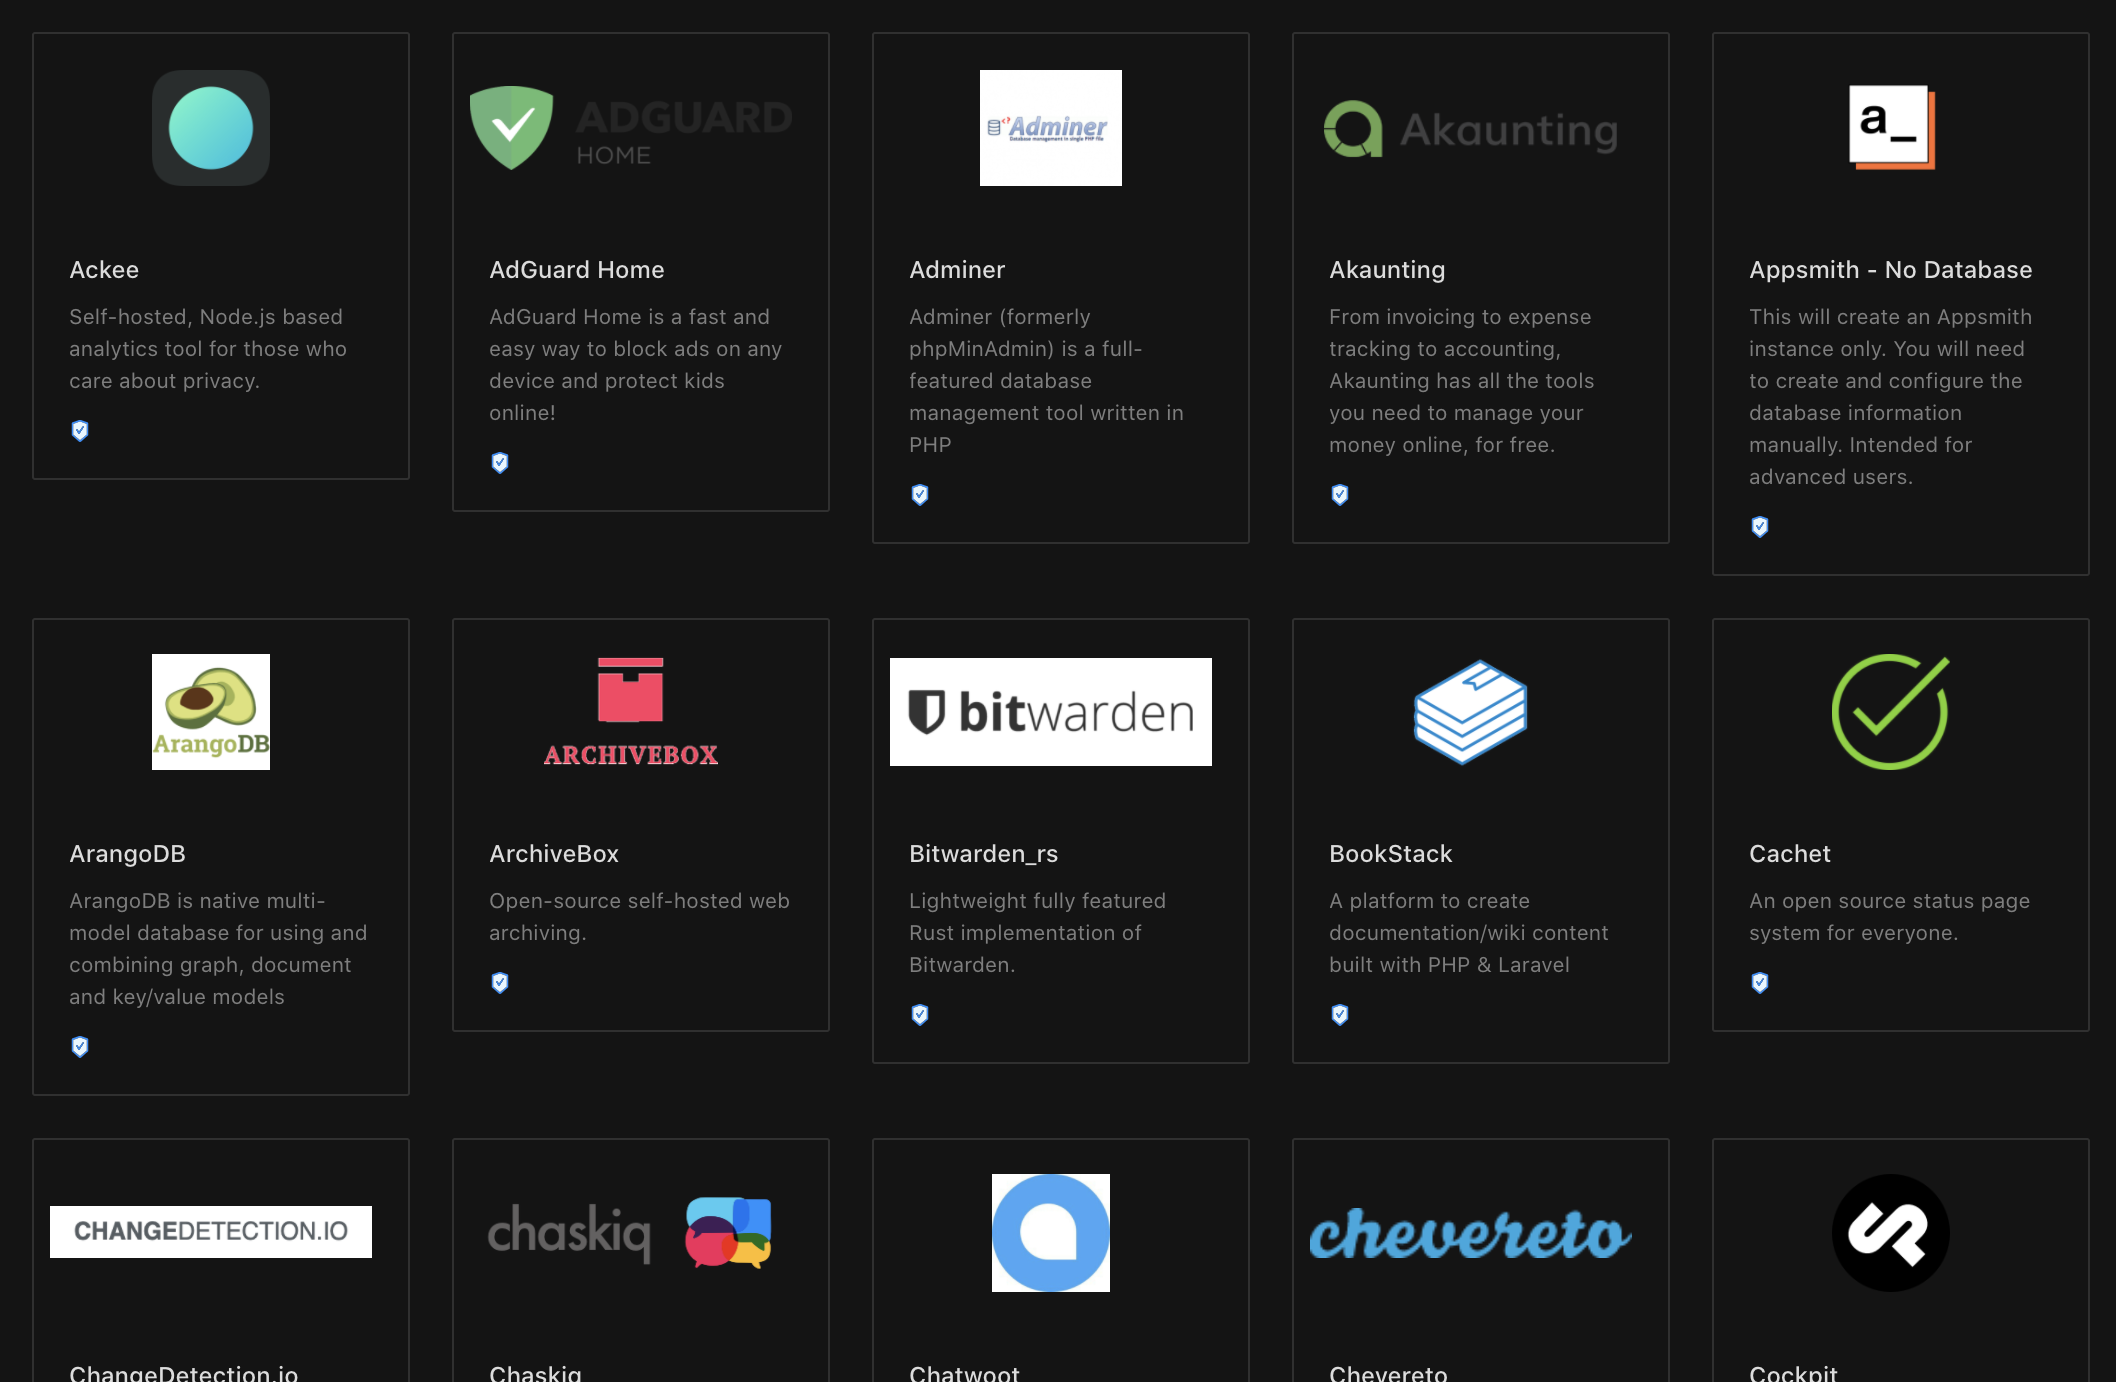 ADGUARD
HOME
Adminer
Database management in single PHP file
Akaunting
a_
Ackee
Self-hosted, Node.js based
analytics tool for those who
care about privacy.
AdGuard Home
AdGuard Home is a fast and
easy way to block ads on any
device and protect kids
online!
Adminer
Adminer (formerly
phpMinAdmin) is a full-
featured database
management tool written in
PHP
Akaunting
From invoicing to expense
tracking to accounting,
Akaunting has all the tools
you need to manage your
money online, for free.
Appsmith - No Database
This will create an Appsmith
instance only. You will need
to create and configure the
database information
manually. Intended for
advanced users.
ArangoDB
ARCHIVEBOX
bitwarden
ArangoDB
ArangoDB is native multi-
model database for using and
combining graph, document
and key/value models
ArchiveBox
Open-source self-hosted web
archiving.
Bitwarden_rs
Lightweight fully featured
Rust implementation of
Bitwarden.
BookStack
A platform to create
documentation/wiki content
built with PHP & Laravel
Cachet
An open source status page
system for everyone.
CHANGEDETECTION.IO
chaskiq
chevereto
ChangeDetection.io
Chaskiq
Chatwoot
Chevereto
Cockpit